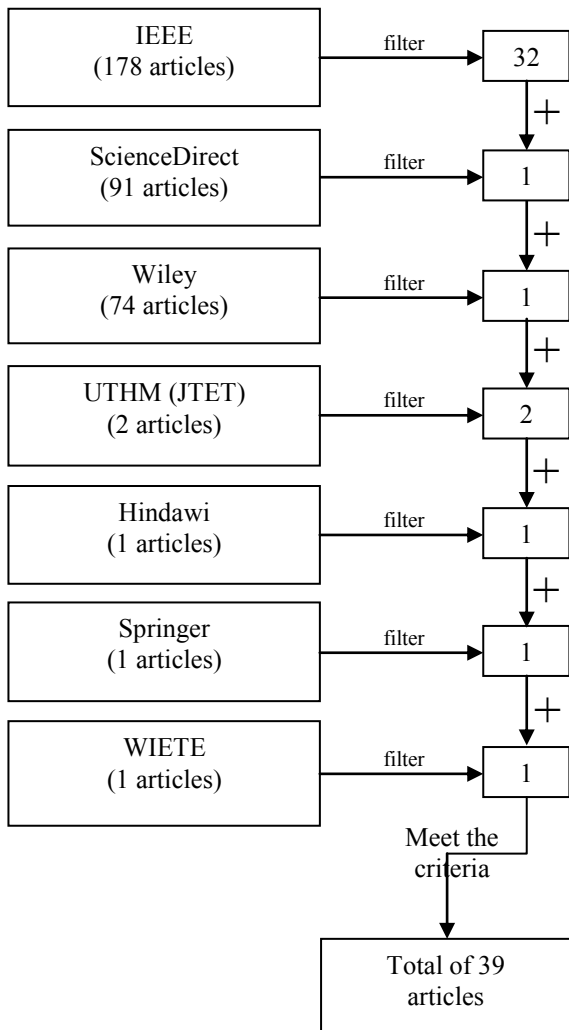 IEEE
(178 articles)
filter
32
+
ScienceDirect
(91 articles)
filter
1
+
Wiley
(74 articles)
filter
1
+
UTHM (JTET)
(2 articles)
filter
2
+
Hindawi
(1 articles)
filter
1
+
Springer
(1 articles)
filter
1
+
WIETE
(1 articles)
filter
1
Meet the
criteria
Total of 39
articles